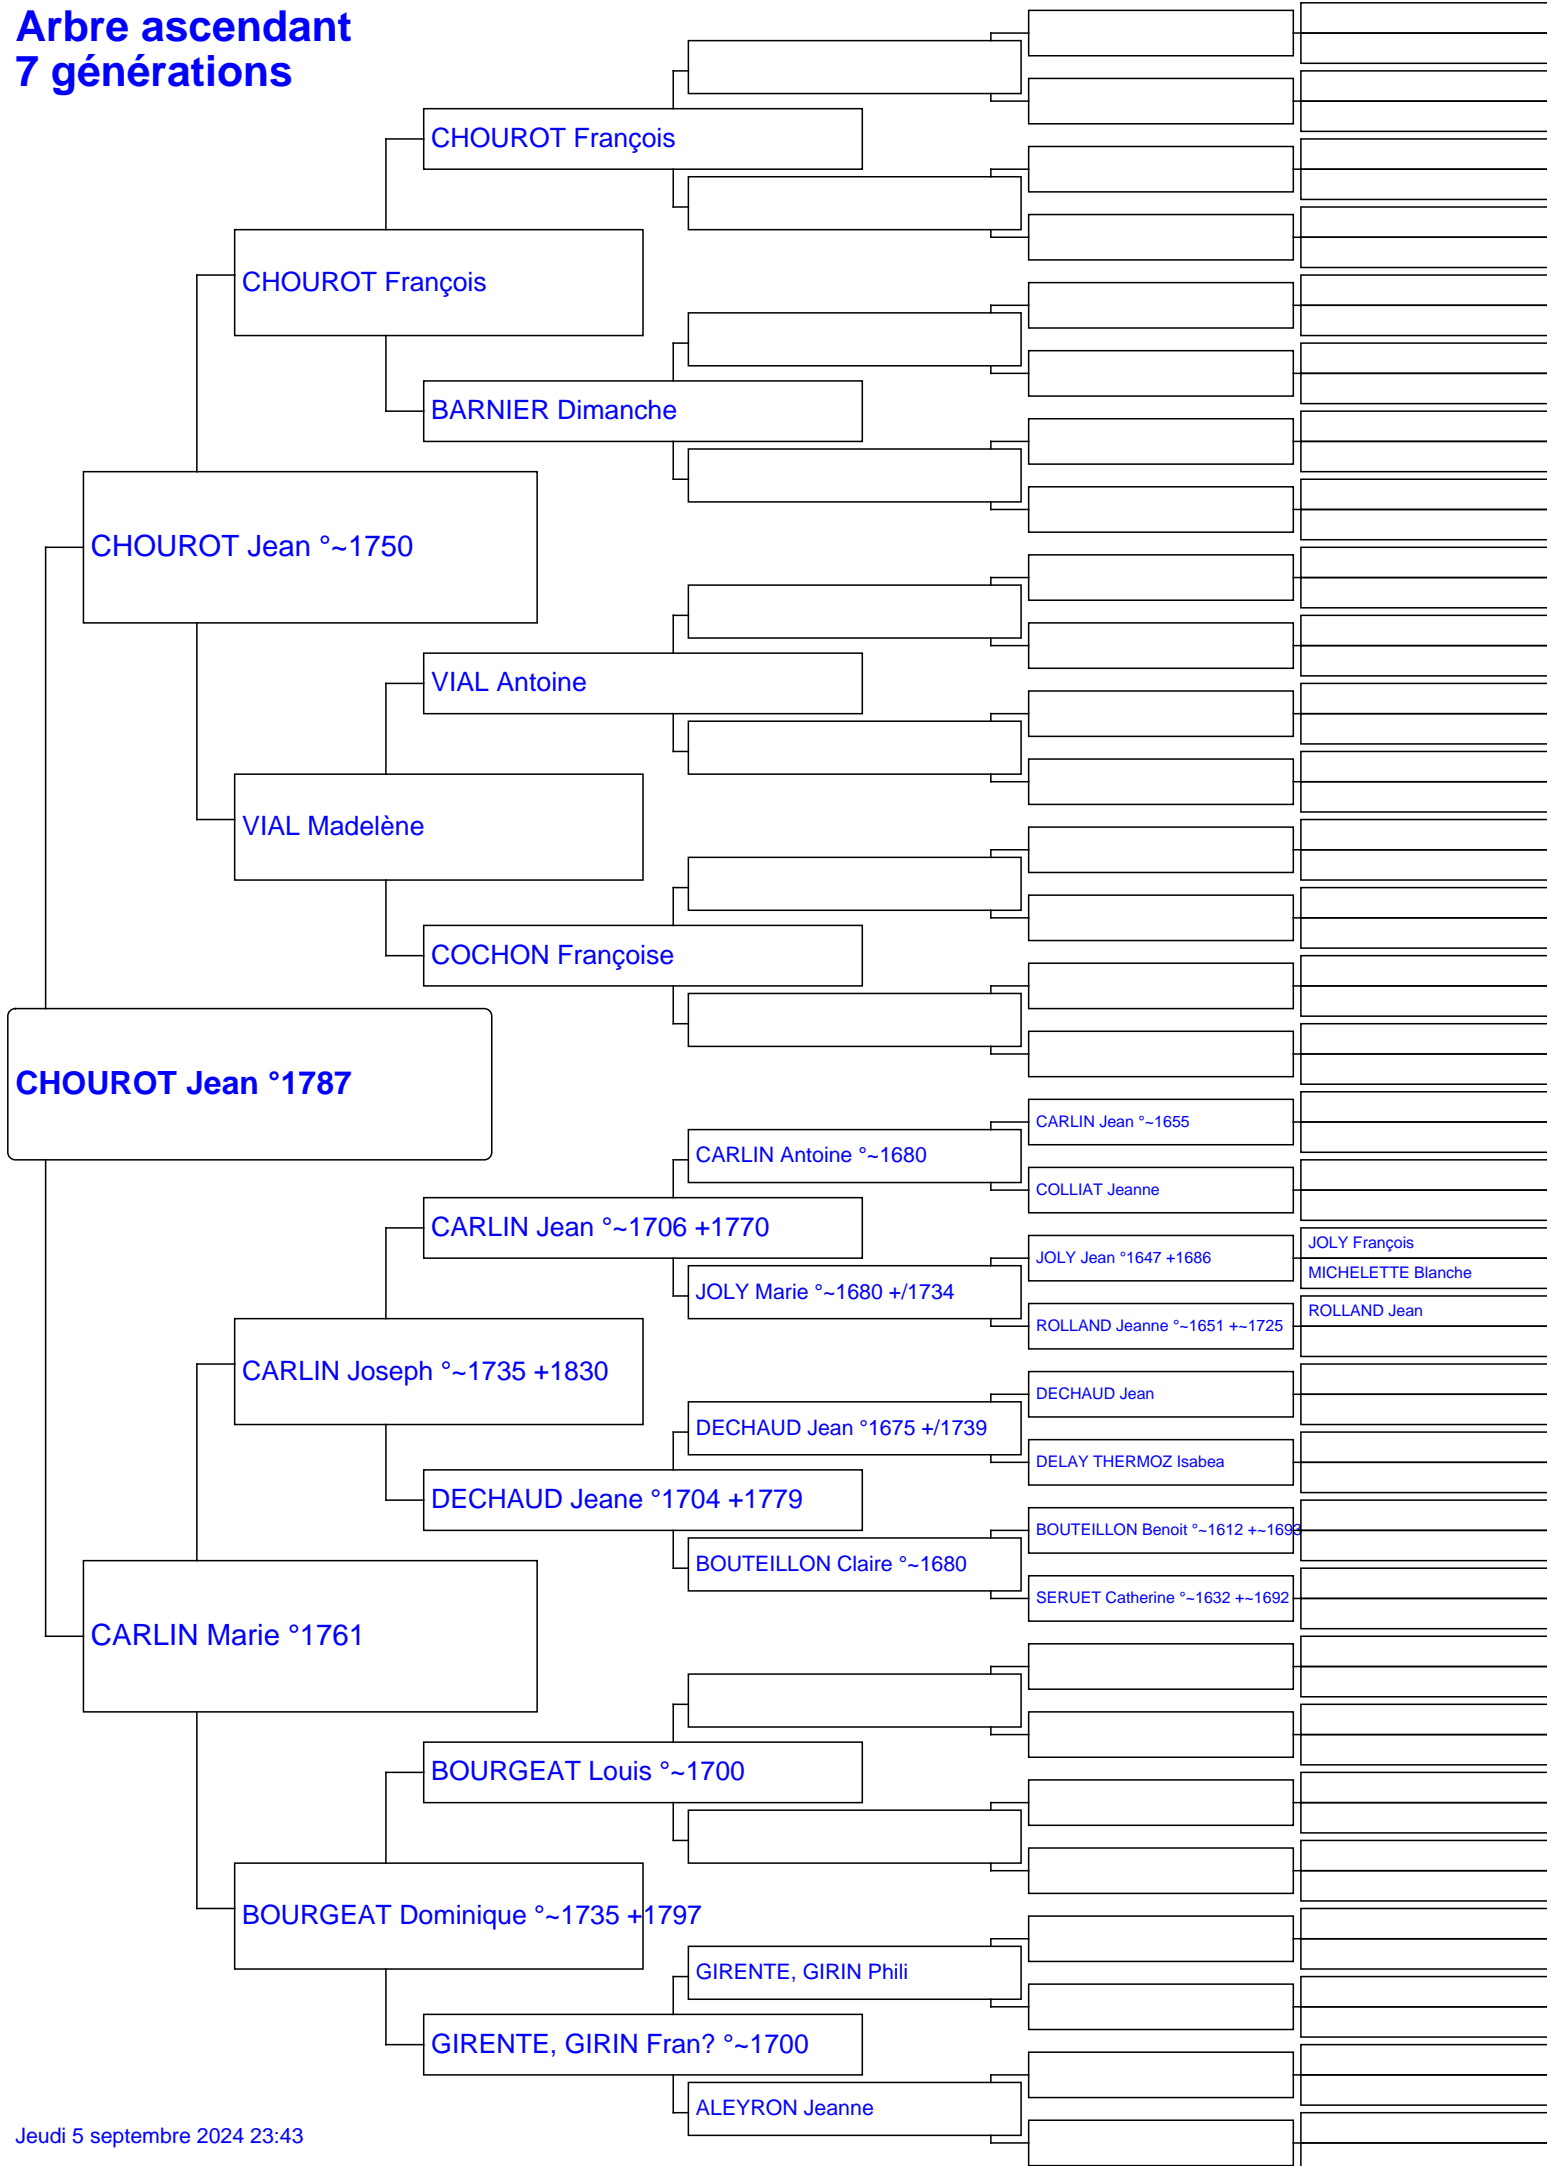 Arbre ascendant
7 générations
CHOUROT François
CHOUROT François
BARNIER Dimanche
CHOUROT Jean °~1750
VIAL Antoine
VIAL Madelène
COCHON Françoise
CHOUROT Jean °1787
CARLIN Jean °~1655
CARLIN Antoine °~1680
COLLIAT Jeanne
CARLIN Jean °~1706 +1770
JOLY François
JOLY Jean °1647 +1686
MICHELETTE Blanche
JOLY Marie °~1680 +/1734
ROLLAND Jean
ROLLAND Jeanne °~1651 +~1725
CARLIN Joseph °~1735 +1830
DECHAUD Jean
DECHAUD Jean °1675 +/1739
DELAY THERMOZ Isabea
DECHAUD Jeane °1704 +1779
BOUTEILLON Benoit °~1612 +~1693
BOUTEILLON Claire °~1680
SERUET Catherine °~1632 +~1692
CARLIN Marie °1761
BOURGEAT Louis °~1700
BOURGEAT Dominique °~1735 +1797
GIRENTE, GIRIN Phili
GIRENTE, GIRIN Fran? °~1700
ALEYRON Jeanne
Jeudi 5 septembre 2024 23:43